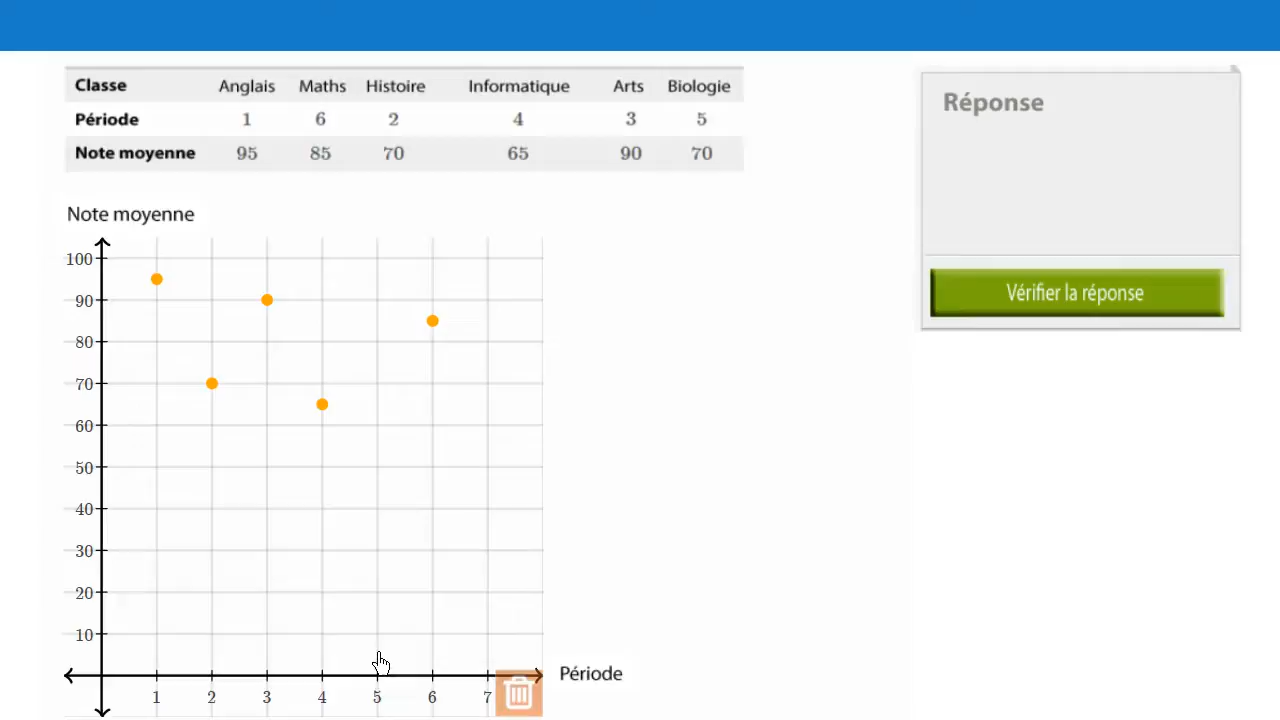 Classe Anglais Maths Histoire Informatique Arts Biologie
Période 1 6 2 4 3 5
Note moyenne 95 85 70 65 90 70
Réponse
Vérifier la réponse
Note moyenne
100
90
80
70
60
50
40
30
20
10
1 2 3 4 5 6 7
Période